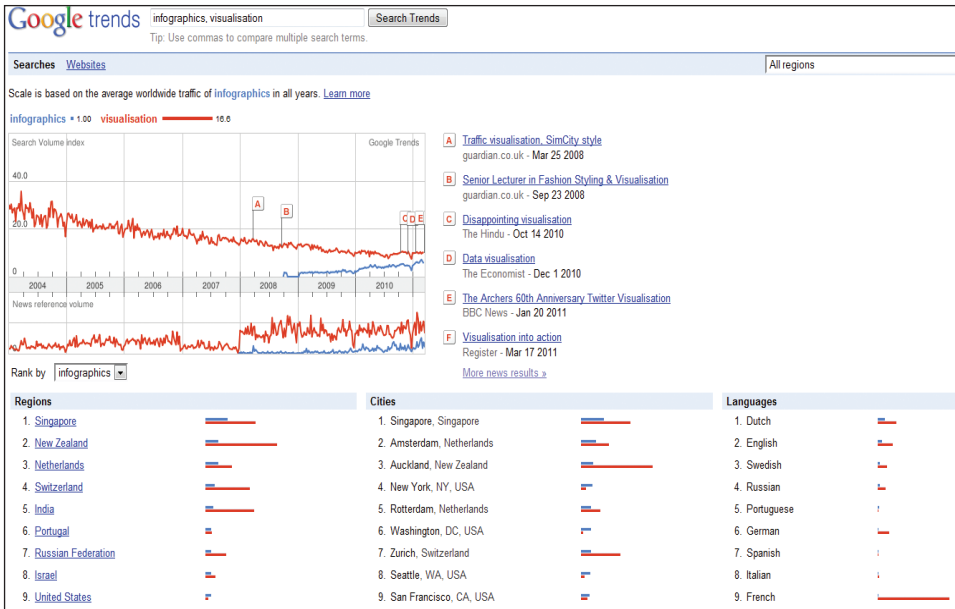 Google trends
infographics, visualisation
Search Trends
Tip: Use commas to compare multiple search terms.
Searches Websites
All regions
Scale is based on the average worldwide traffic of infographics in all years. Learn more
infographics 1.00 visualisation 16.6
Search Volume index Google Trends
40.0
20.0
0
A
B
C
D
E
2004 2005 2006 2007 2008 2009 2010
News reference volume
0
A Traffic visualisation, SimCity style
guardian.co.uk - Mar 25 2008
B Senior Lecturer in Fashion Styling & Visualisation
guardian.co.uk - Sep 23 2008
C Disappointing visualisation
The Hindu - Oct 14 2010
D Data visualisation
The Economist - Dec 1 2010
E The Archers 60th Anniversary Twitter Visualisation
BBC News - Jan 20 2011
F Visualisation into action
Register - Mar 17 2011
More news results »
Rank by infographics
Regions
1. Singapore
2. New Zealand
3. Netherlands
4. Switzerland
5. India
6. Portugal
7. Russian Federation
8. Israel
9. United States
Cities
1. Singapore, Singapore
2. Amsterdam, Netherlands
3. Auckland, New Zealand
4. New York, NY, USA
5. Rotterdam, Netherlands
6. Washington, DC, USA
7. Zurich, Switzerland
8. Seattle, WA, USA
9. San Francisco, CA, USA
Languages
1. Dutch
2. English
3. Swedish
4. Russian
5. Portuguese
6. German
7. Spanish
8. Italian
9. French